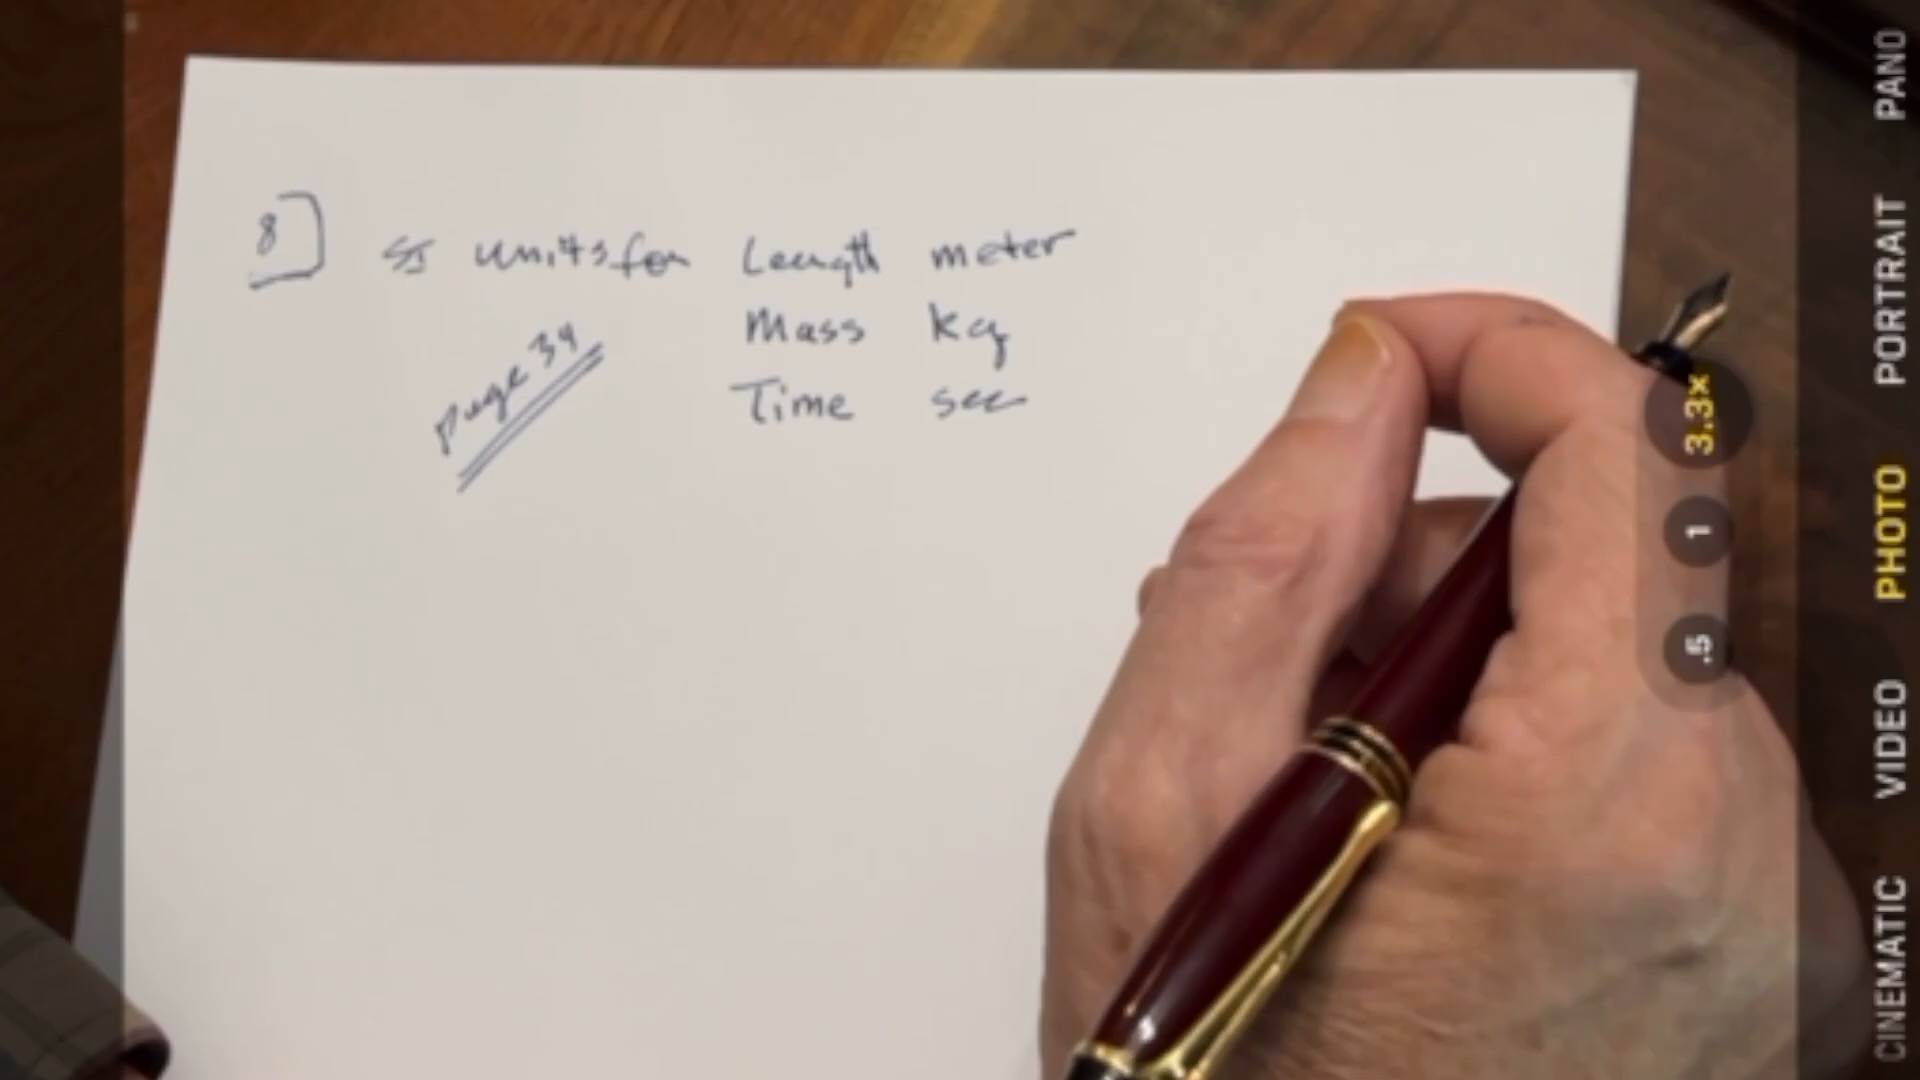 8] SI units for Length meter
Mass kg
Time sec
page 34
PANO
PORTRAIT
PHOTO
VIDEO
CINEMATIC
3.3×
1
.5